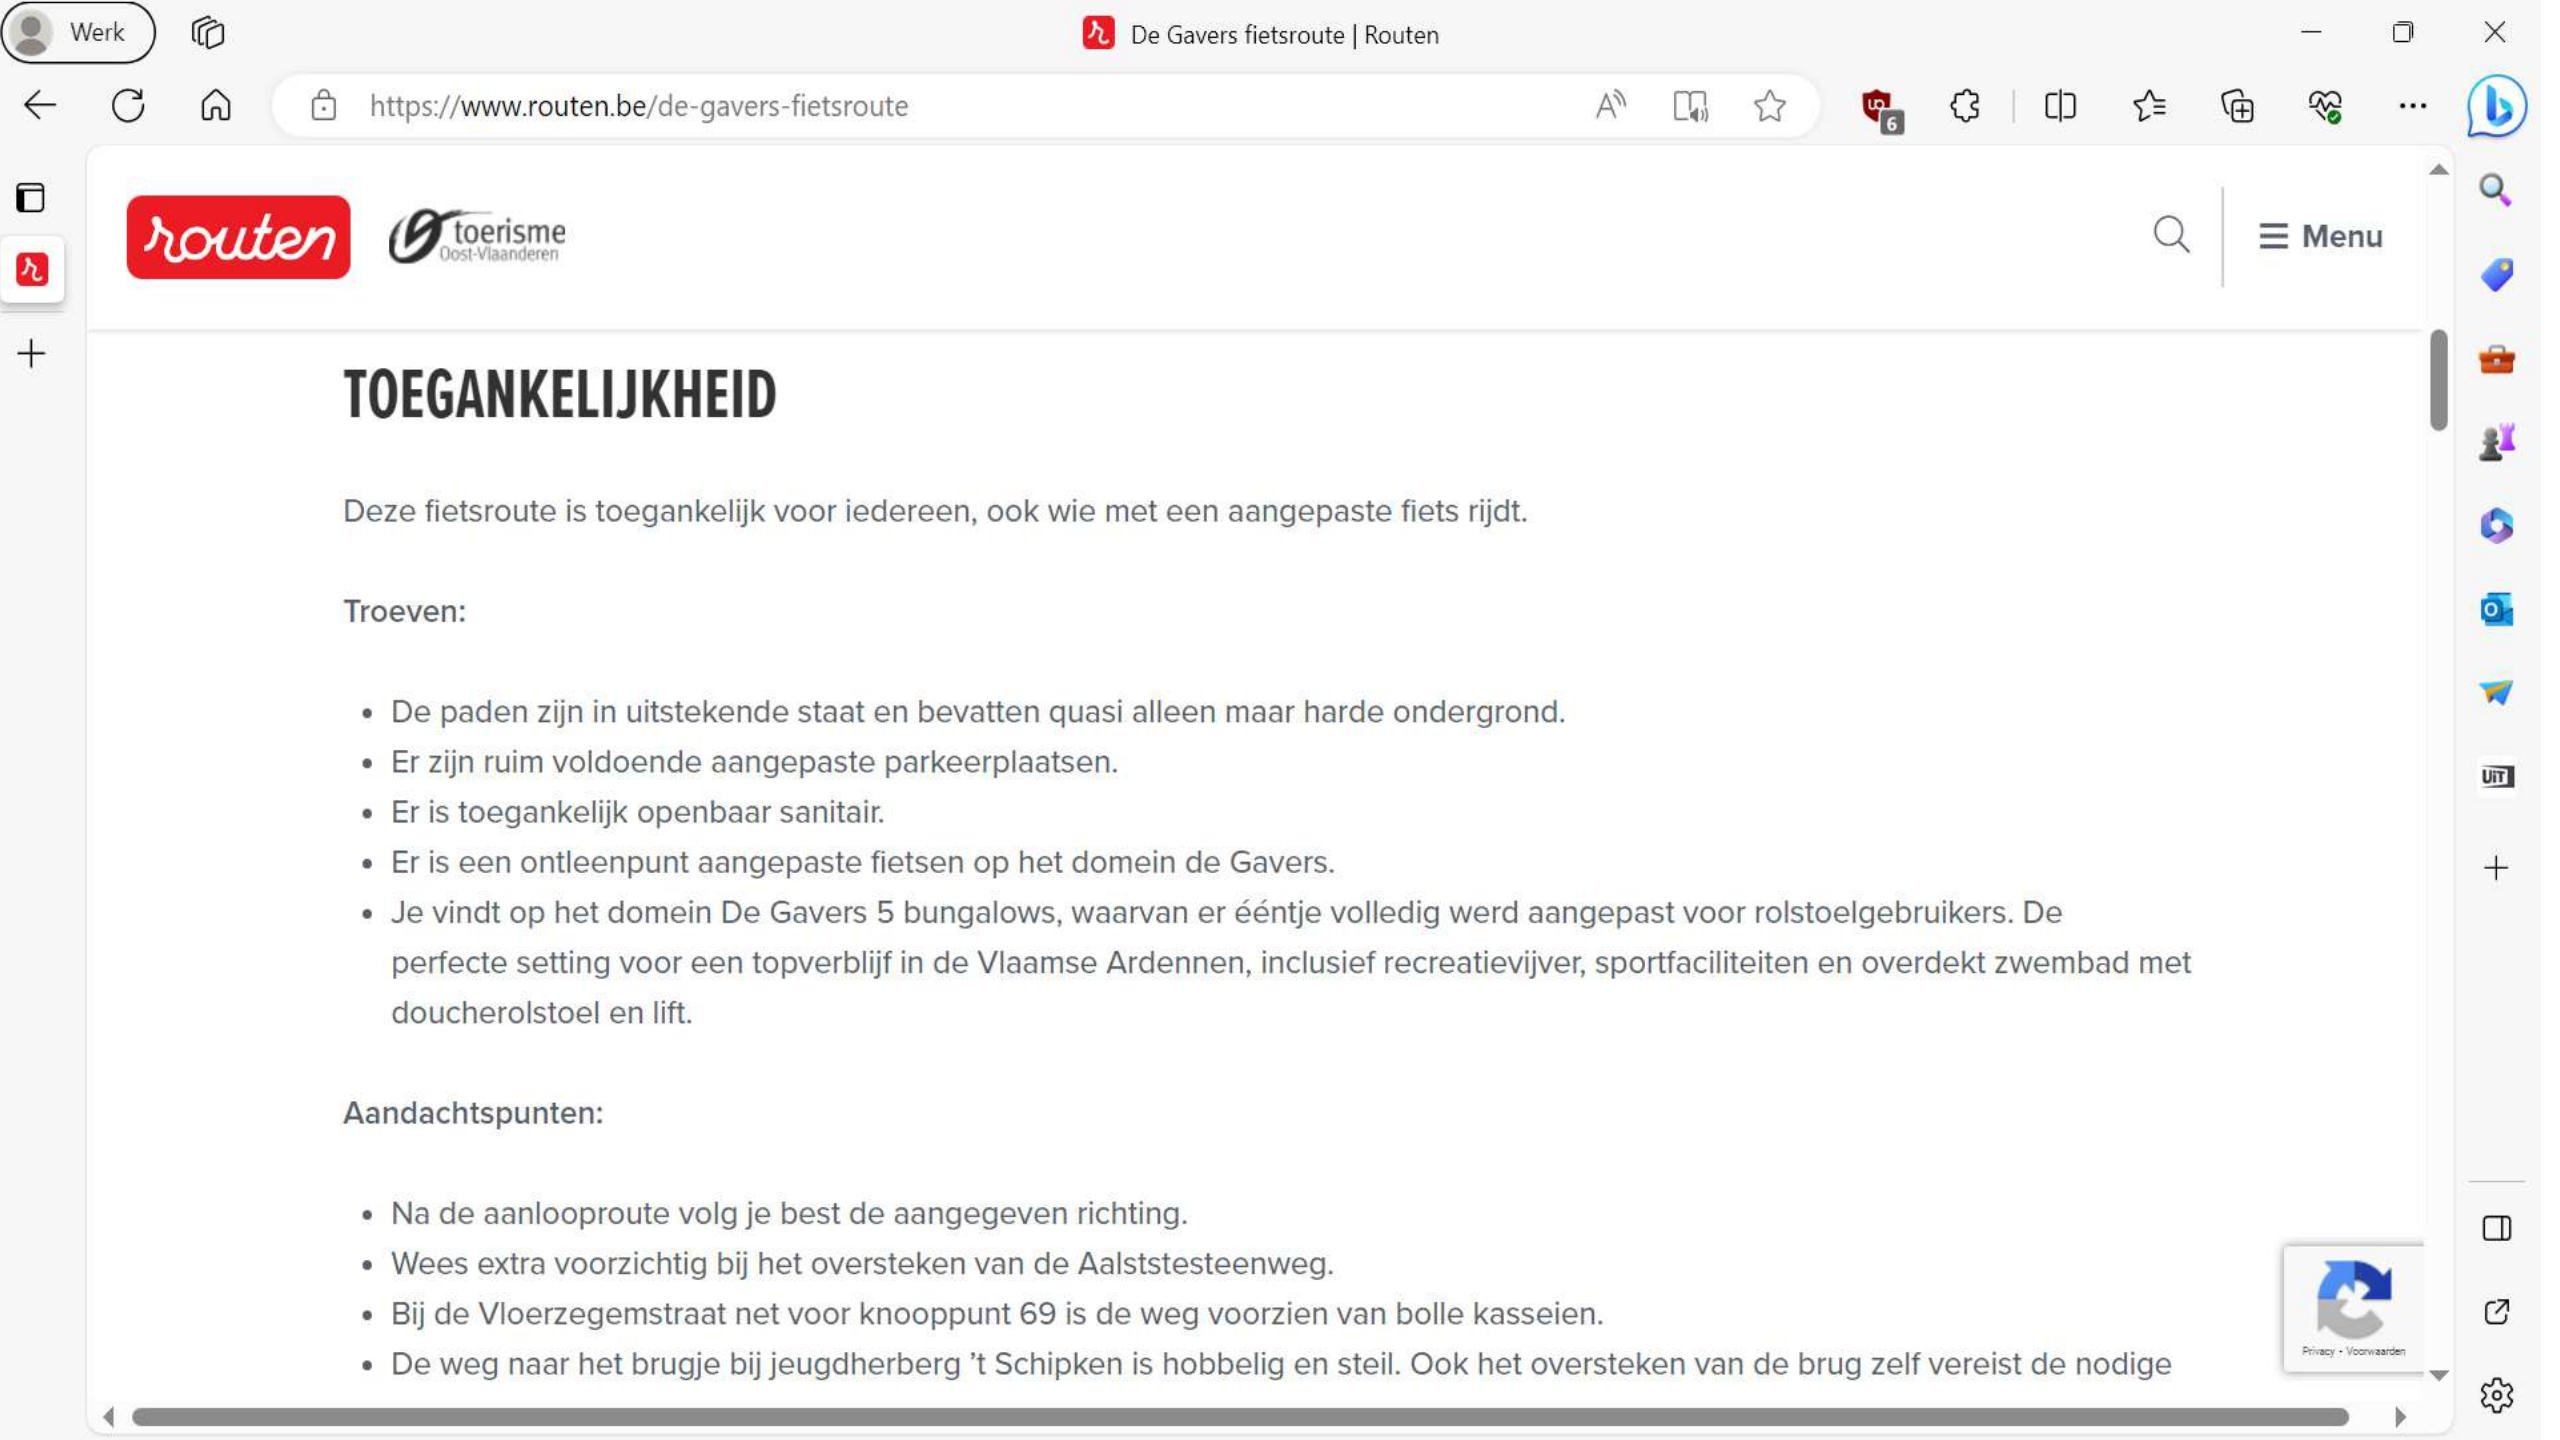 Werk
De Gavers fietsroute | Routen
https://www.routen.be/de-gavers-fietsroute
6
routen
toerisme
Oost-Vlaanderen
Menu
TOEGANKELIJKHEID
Deze fietsroute is toegankelijk voor iedereen, ook wie met een aangepaste fiets rijdt.
Troeven:
• De paden zijn in uitstekende staat en bevatten quasi alleen maar harde ondergrond.
• Er zijn ruim voldoende aangepaste parkeerplaatsen.
• Er is toegankelijk openbaar sanitair.
• Er is een ontleenpunt aangepaste fietsen op het domein de Gavers.
• Je vindt op het domein De Gavers 5 bungalows, waarvan er ééntje volledig werd aangepast voor rolstoelgebruikers. De
perfecte setting voor een topverblijf in de Vlaamse Ardennen, inclusief recreatievijver, sportfaciliteiten en overdekt zwembad met
doucherolstoel en lift.
Aandachtspunten:
• Na de aanlooproute volg je best de aangegeven richting.
• Wees extra voorzichtig bij het oversteken van de Aalststesteenweg.
• Bij de Vloerzegemstraat net voor knooppunt 69 is de weg voorzien van bolle kasseien.
• De weg naar het brugje bij jeugdherberg ’t Schipken is hobbelig en steil. Ook het oversteken van de brug zelf vereist de nodige
UiT
Privacy - Voorwaarden